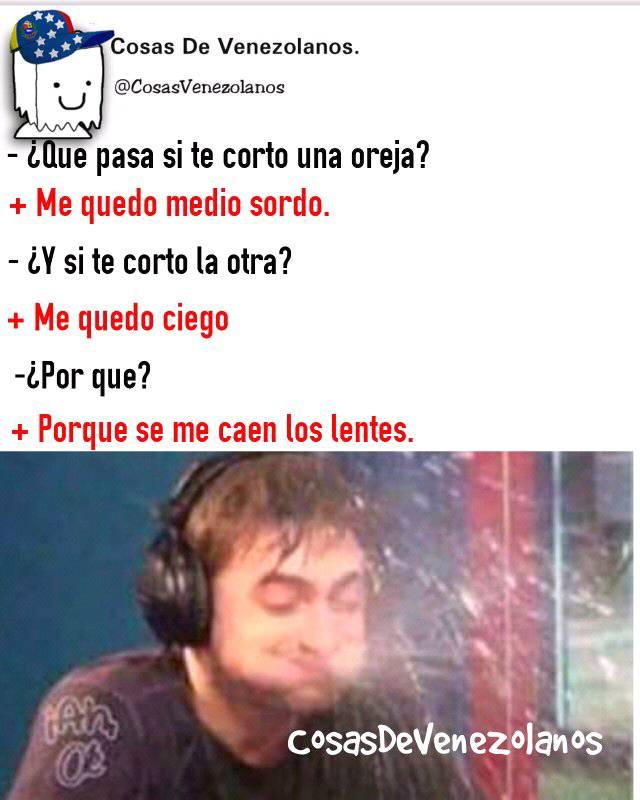 Cosas De Venezolanos.
@CosasVenezolanos
- ¿Que pasa si te corto una oreja?
+ Me quedo medio sordo.
- ¿Y si te corto la otra?
+ Me quedo ciego
-¿Por que?
+ Porque se me caen los lentes.
CosasDeVenezolanos